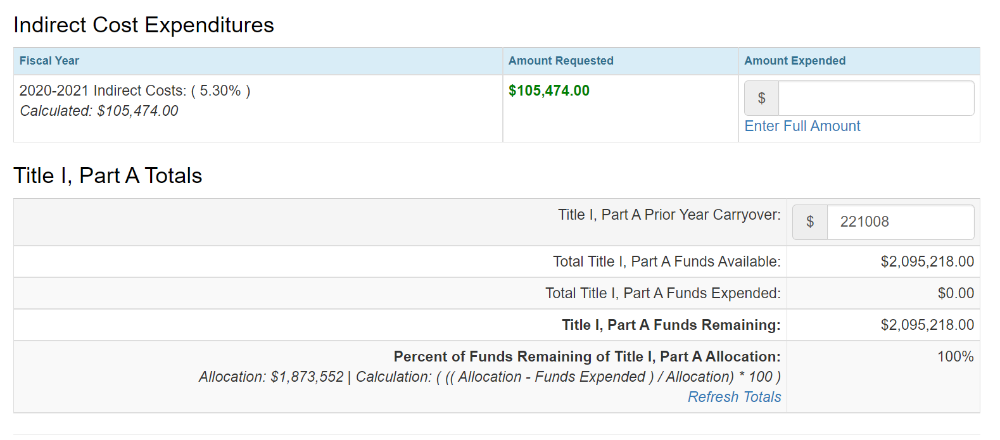 Indirect Cost Expenditures
Fiscal Year Amount Requested Amount Expended
2020-2021 Indirect Costs: ( 5.30% ) $105,474.00 $
Calculated: $105,474.00
Enter Full Amount
Title I, Part A Totals
Title I, Part A Prior Year Carryover: $ 221008
Total Title I, Part A Funds Available: $2,095,218.00
Total Title I, Part A Funds Expended: $0.00
Title I, Part A Funds Remaining: $2,095,218.00
Percent of Funds Remaining of Title I, Part A Allocation: 100%
Allocation: $1,873,552 | Calculation: ( (( Allocation - Funds Expended ) / Allocation) * 100 )
Refresh Totals